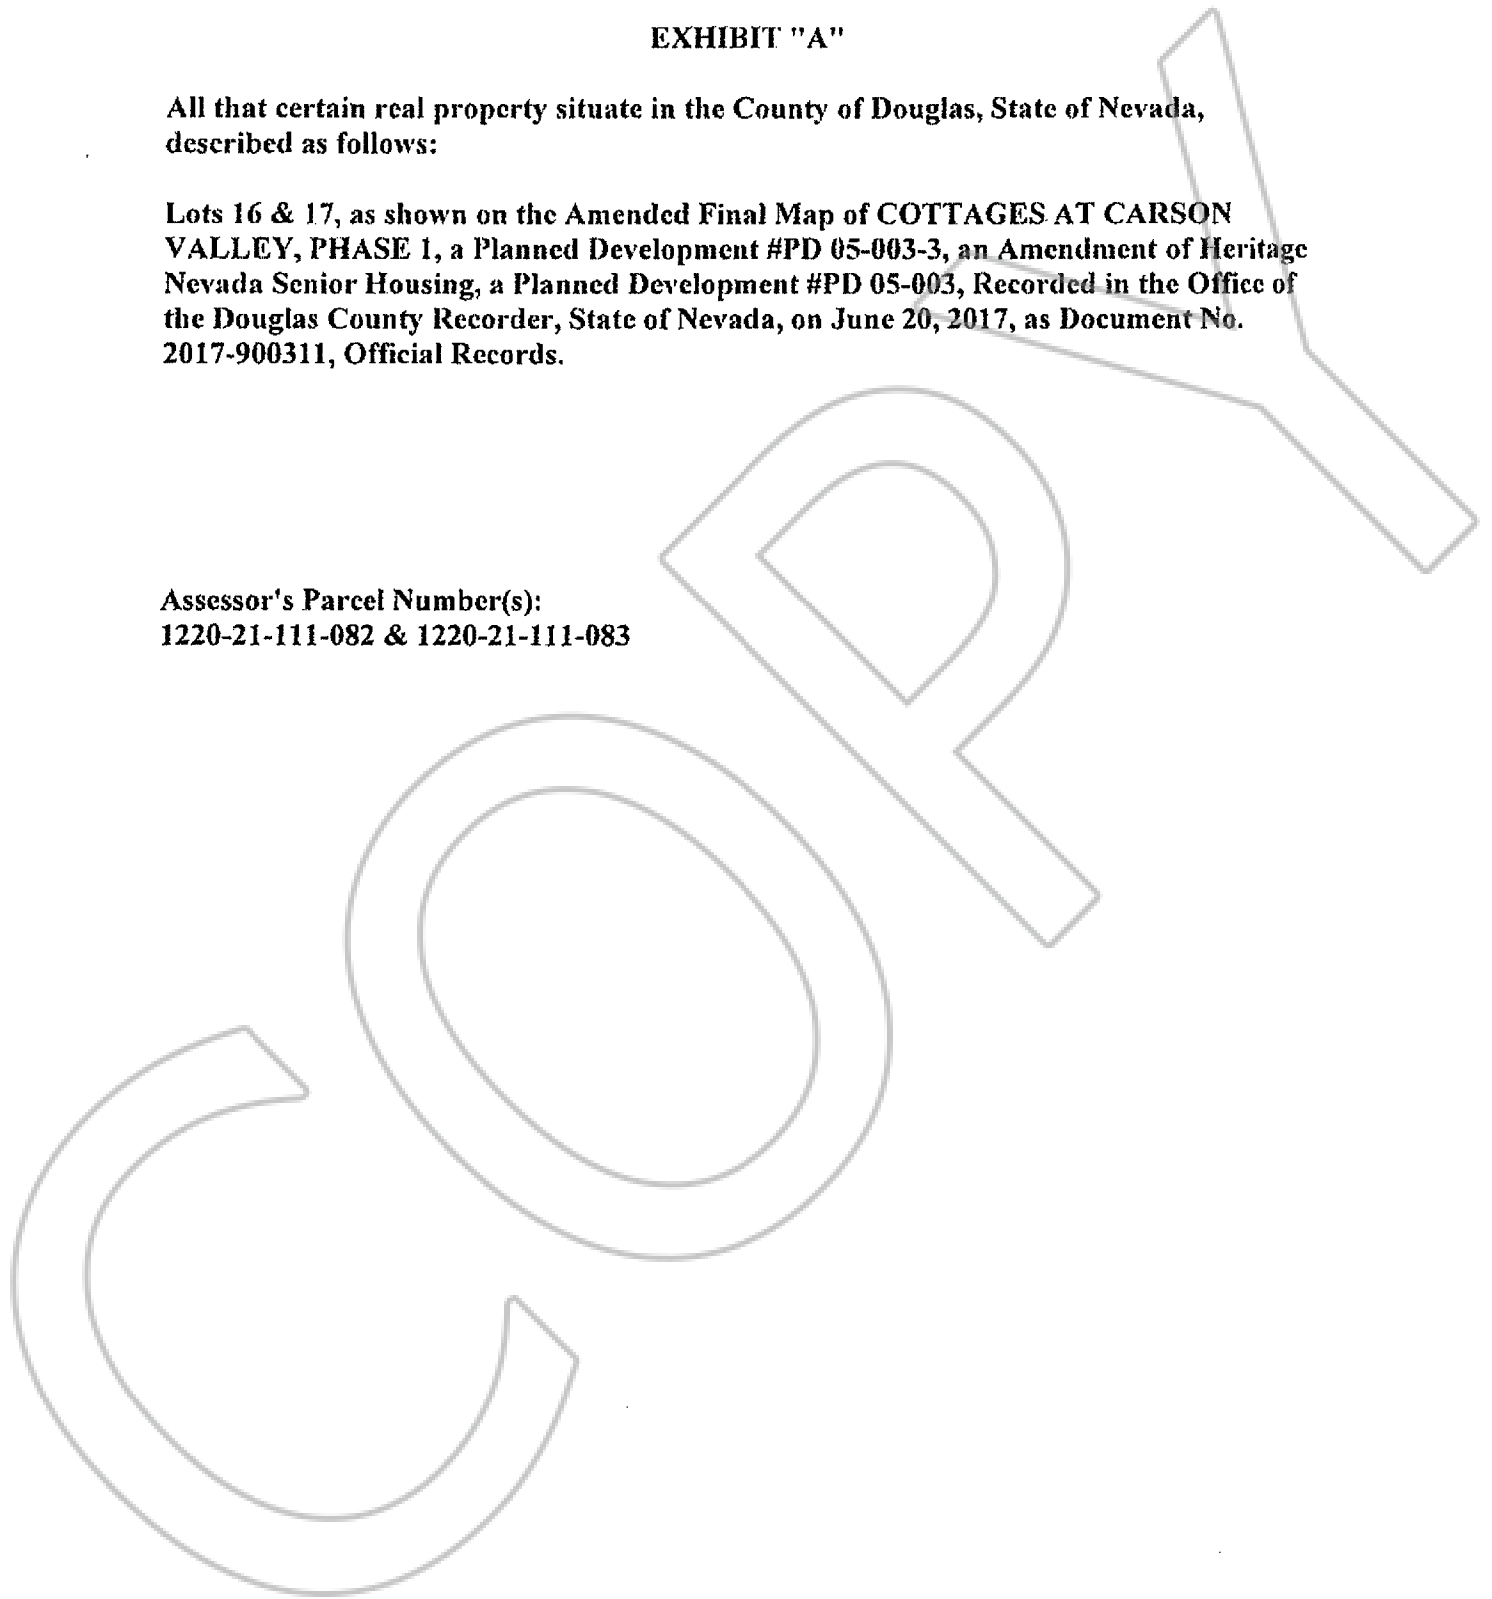 EXHIBIT "A"
All that certain real property situate in the County of Douglas, State of Nevada,
described as follows:
Lots 16 & 17, as shown on the Amended Final Map of COTTAGES AT CARSON
VALLEY, PHASE 1, a Planned Development #PD 05-003-3, an Amendment of Heritage
Nevada Senior Housing, a Planned Development #PD 05-003, Recorded in the Office of
the Douglas County Recorder, State of Nevada, on June 20, 2017, as Document No.
2017-900311, Official Records.
Assessor's Parcel Number(s):
1220-21-111-082 & 1220-21-111-083
COPY